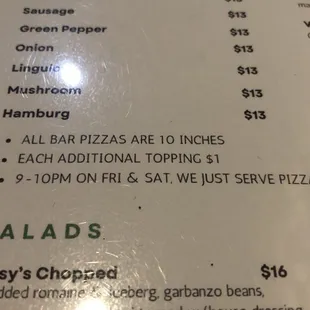 Sausage $13
Green Pepper $13
Onion $13
Linguic $13
Mushroom $13
Hamburg $13
• ALL BAR PIZZAS ARE 10 INCHES
• EACH ADDITIONAL TOPPING $1
• 9-10PM ON FRI & SAT, WE JUST SERVE PIZZ
ALADS
sy's Chopped $16
dded romaine & iceberg, garbanzo beans,